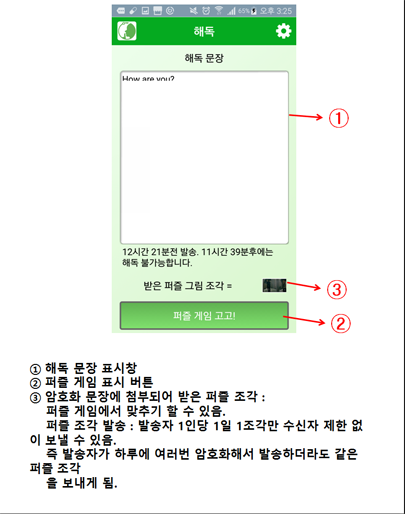 65% 오후 3:25
해독
해독 문장
How are you?
①
12시간 21분전 발송. 11시간 39분후에는
해독 불가능합니다.
받은 퍼즐 그림 조각 =
③
퍼즐 게임 고고!
②
① 해독 문장 표시창
② 퍼즐 게임 표시 버튼
③ 암호화 문장에 첨부되어 받은 퍼즐 조각 :
퍼즐 게임에서 맞추기 할 수 있음.
퍼즐 조각 발송 : 발송자 1인당 1일 1조각만 수신자 제한 없
이 보낼 수 있음.
즉 발송자가 하루에 여러번 암호화해서 발송하더라도 같은
퍼즐 조각
을 보내게 됨.